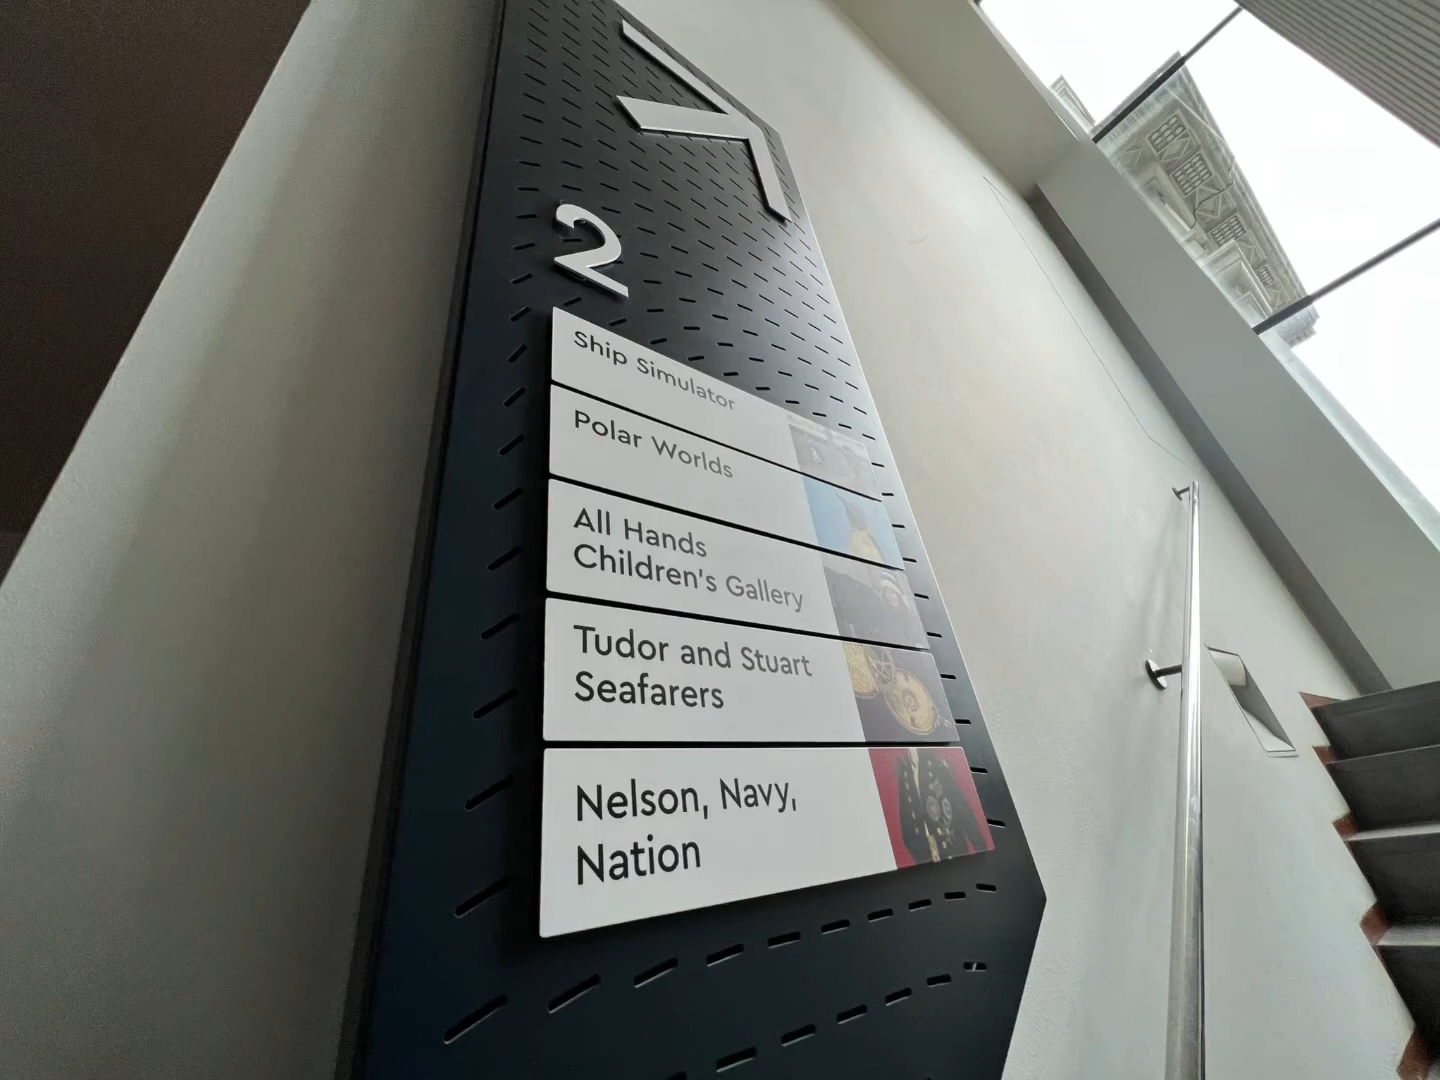 2
Ship Simulator
Polar Worlds
All Hands
Children's Gallery
Tudor and Stuart
Seafarers
Nelson, Navy,
Nation